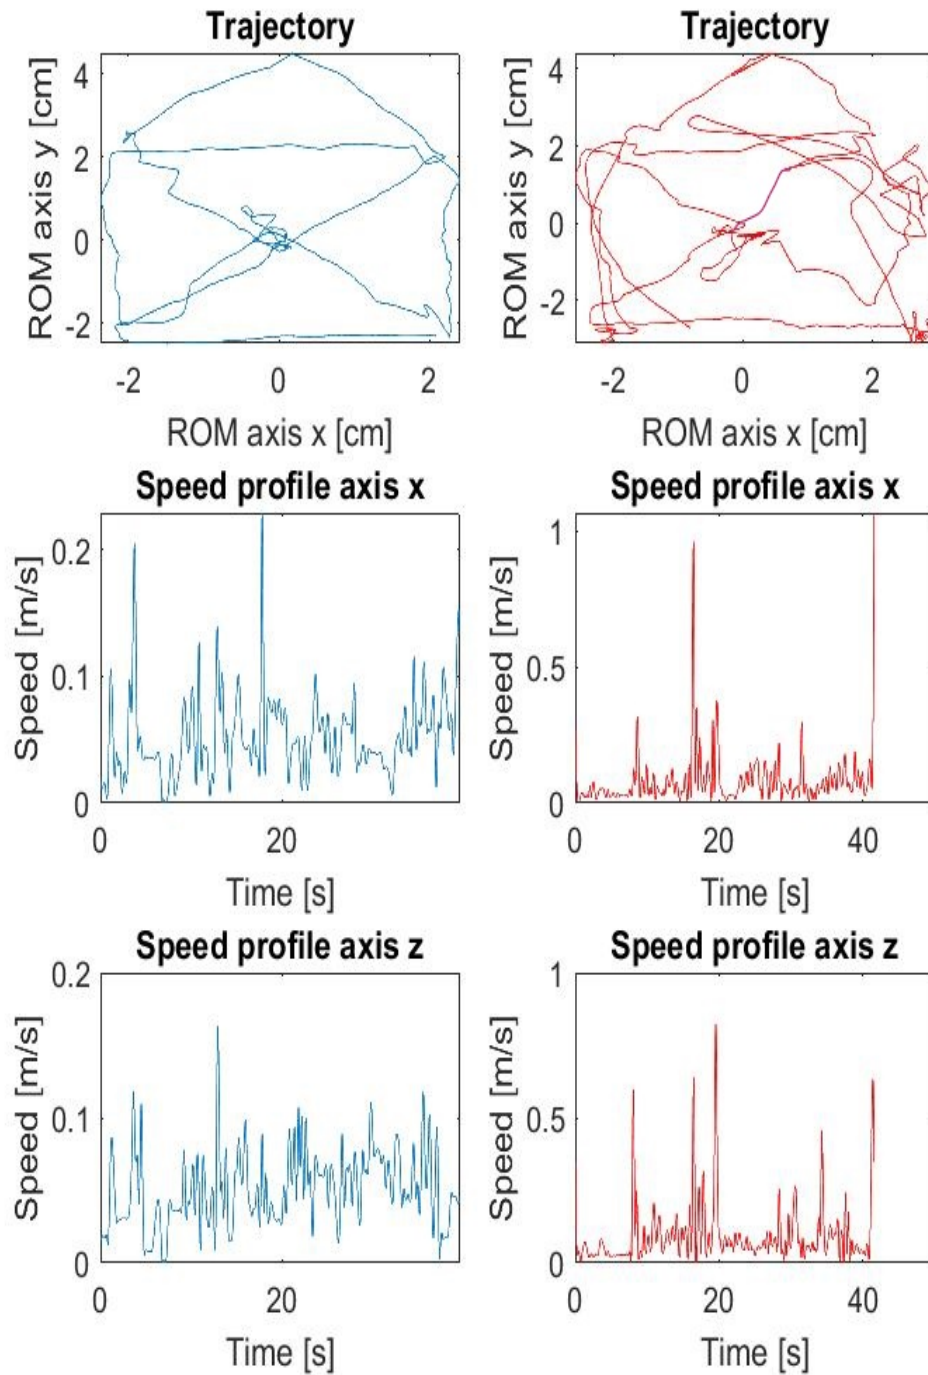 Trajectory Trajectory
ROM axis y [cm]
4
2
0
-2
-2 0 2
ROM axis x [cm]
ROM axis y [cm]
4
2
0
-2
-2 0 2
ROM axis x [cm]
Speed profile axis x Speed profile axis x
Speed [m/s]
0.2
0.1
0
0 20
Time [s]
Speed [m/s]
1
0.5
0
0 20 40
Time [s]
Speed profile axis z Speed profile axis z
Speed [m/s]
0.2
0.1
0
0 20
Time [s]
Speed [m/s]
1
0.5
0
0 20 40
Time [s]